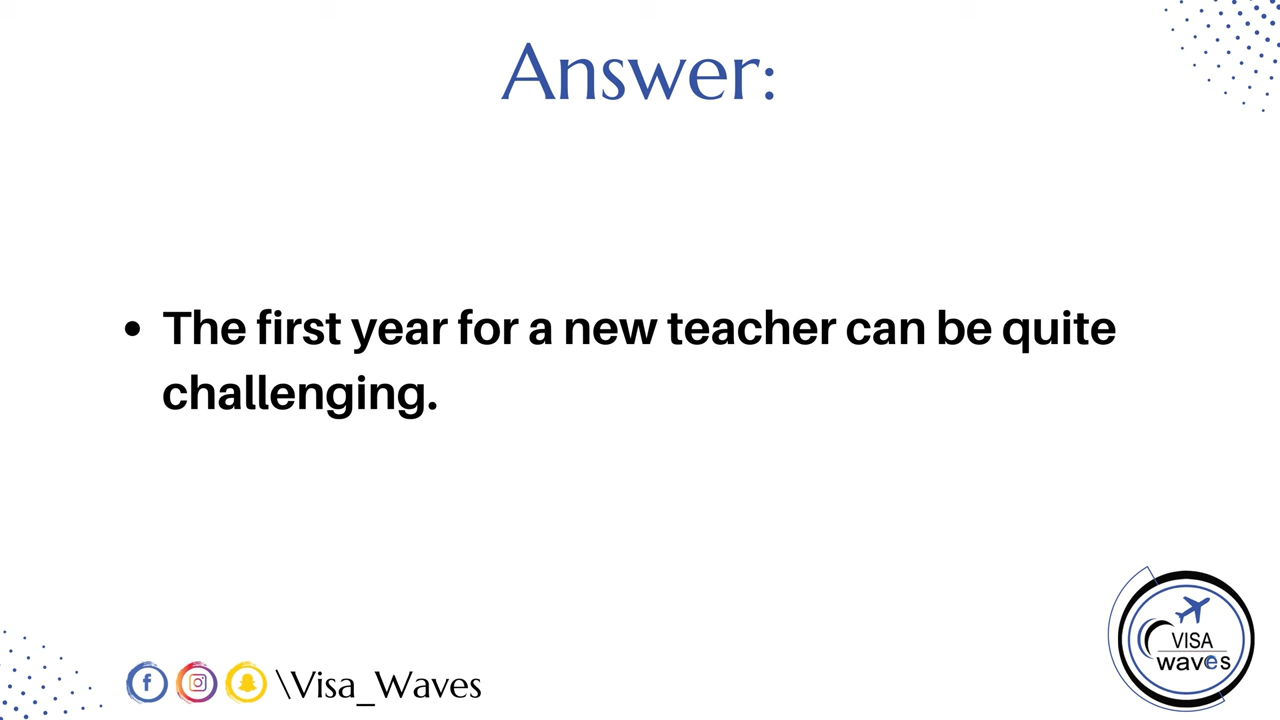 Answer:
• The first year for a new teacher can be quite
challenging.
\Visa_Waves
VISA
waves